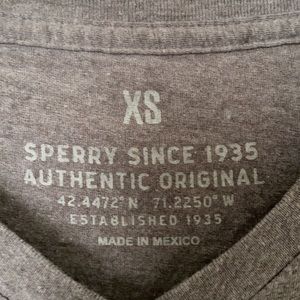 XS
SPERRY SINCE 1935
AUTHENTIC ORIGINAL
42.4472° N 71.2250° W
ESTABLISHED 1935
MADE IN MEXICO